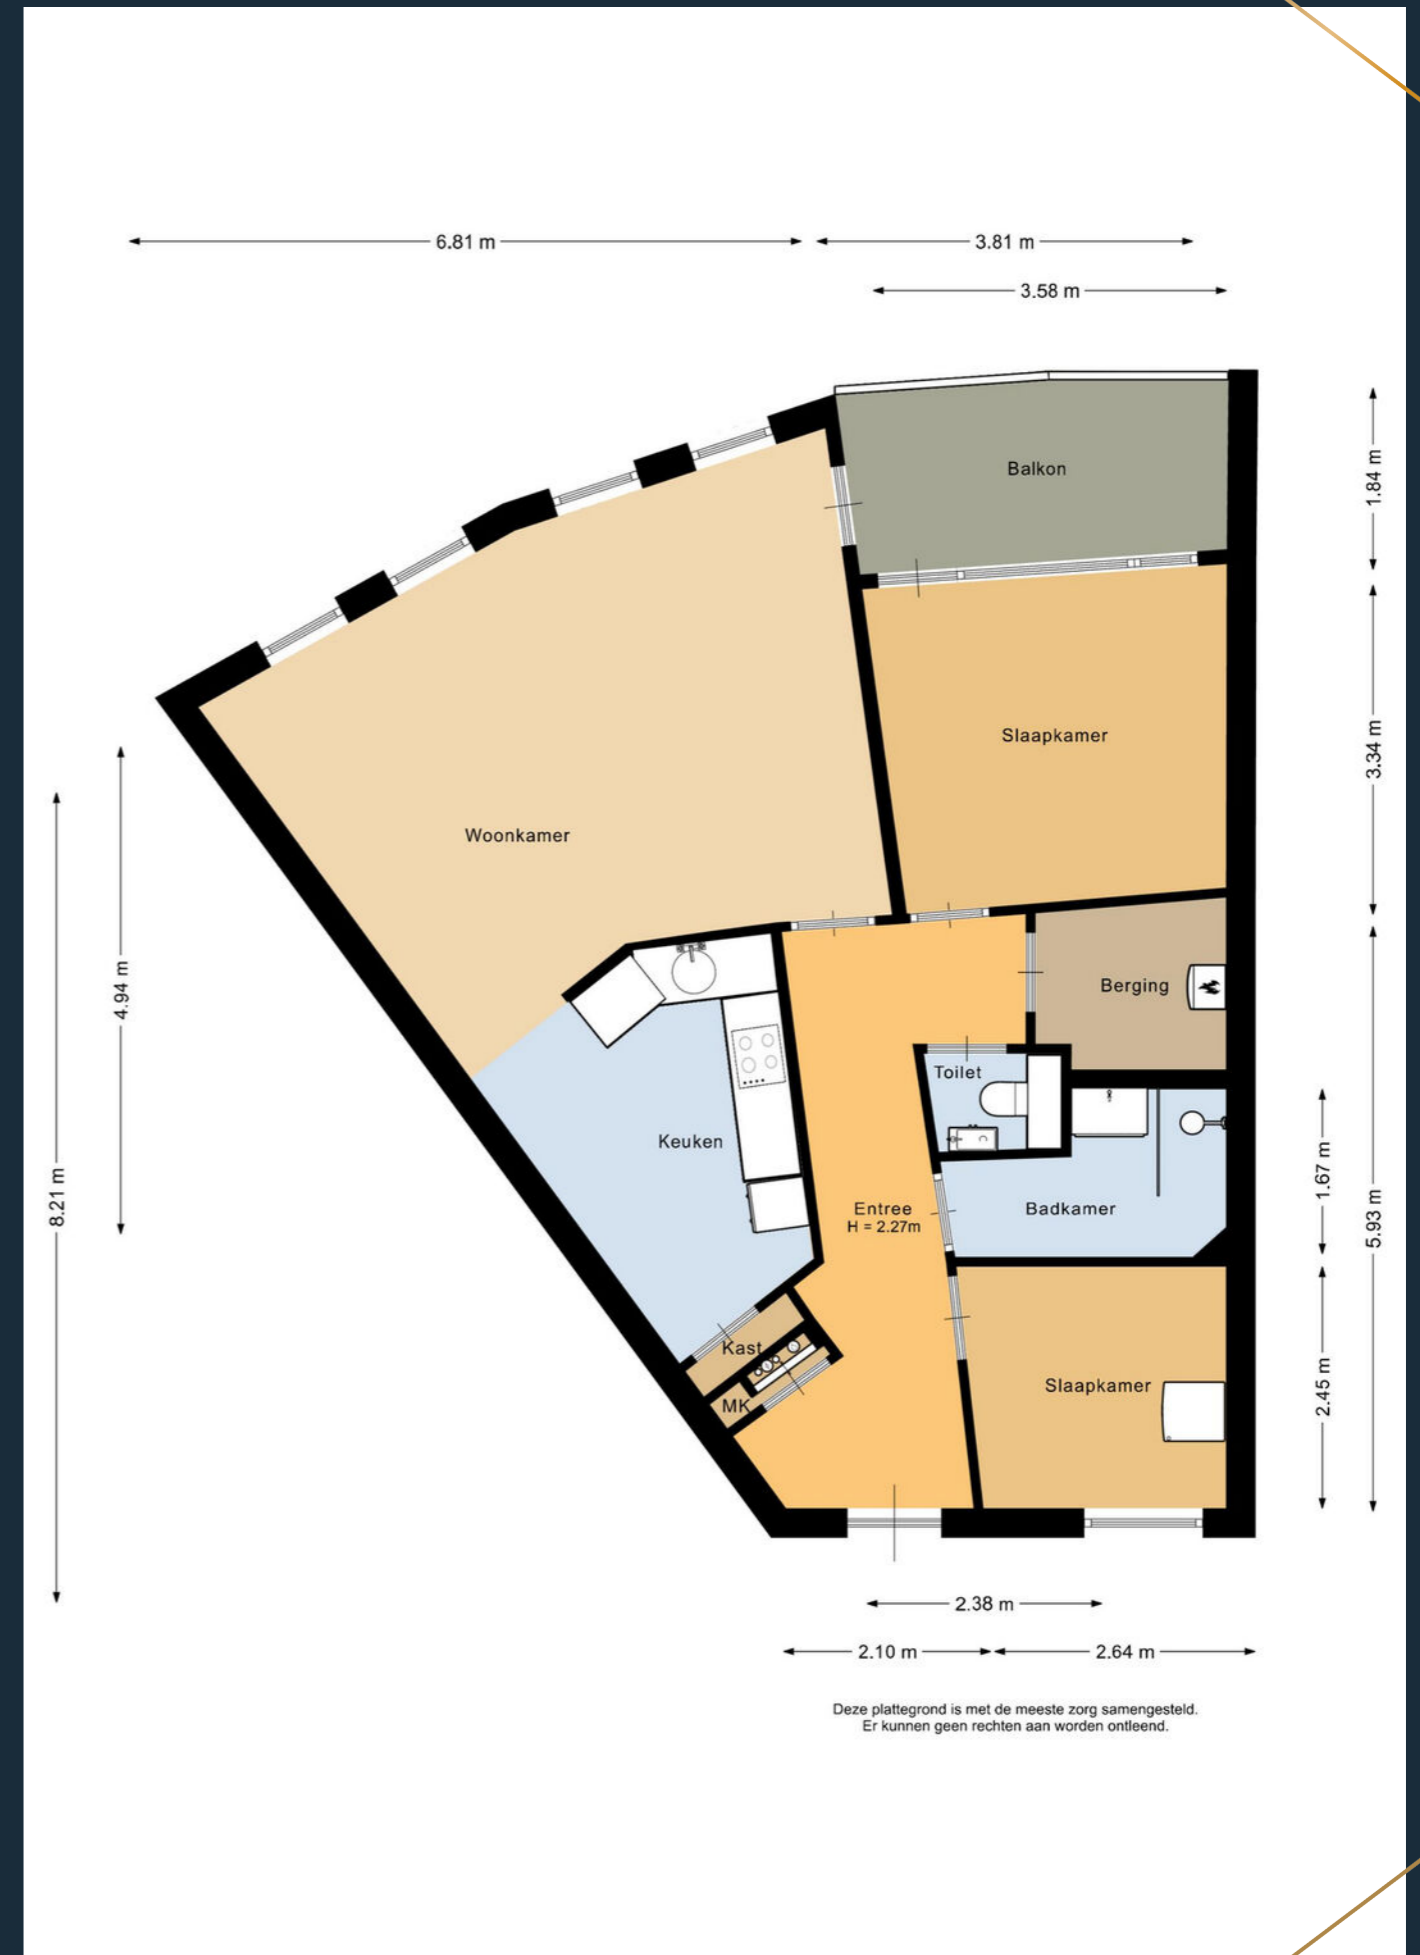 6.81 m
3.81 m
3.58 m
Balkon
1.84 m
Slaapkamer
3.34 m
Woonkamer
4.94 m
Berging
Toilet
Keuken
8.21 m
1.67 m
5.93 m
Entree
H = 2.27m
Badkamer
Kast
Slaapkamer
2.45 m
MK
2.38 m
2.10 m
2.64 m
Deze plattegrond is met de meeste zorg samengesteld.
Er kunnen geen rechten aan worden ontleend.